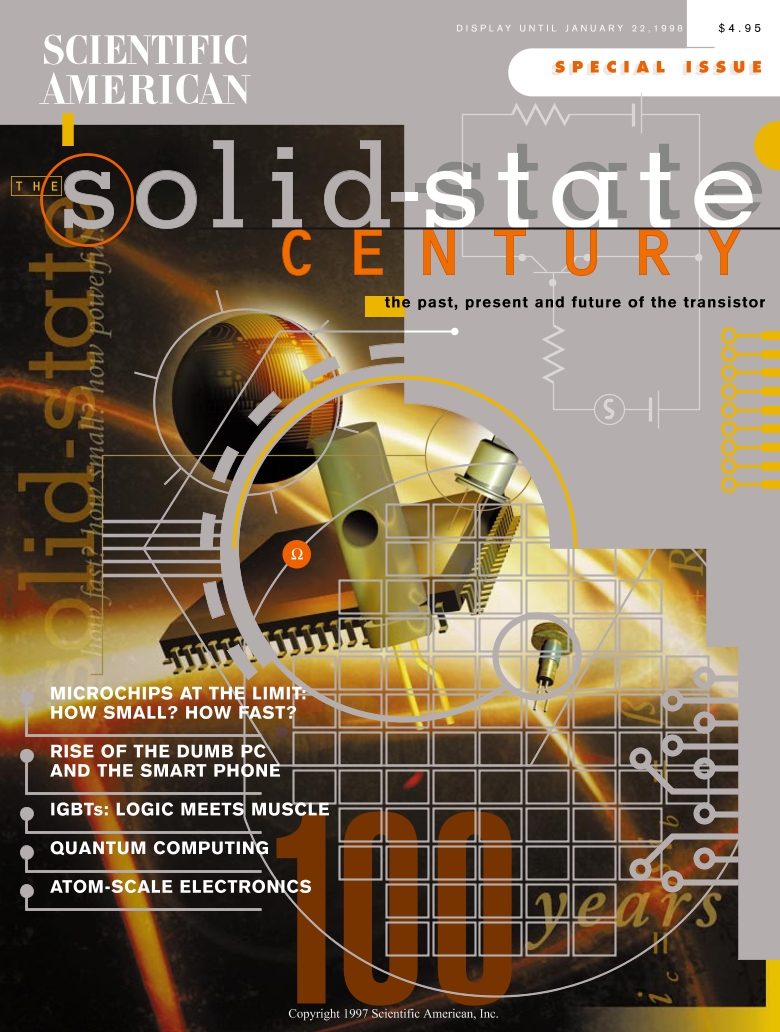 DISPLAY UNTIL JANUARY 22,1998
$4.95
SCIENTIFIC
AMERICAN
SPECIAL ISSUE
THE
solid-state
CENTURY
the past, present and future of the transistor
solid-state
how fast? how small? how powerful?
S
Ω
MICROCHIPS AT THE LIMIT:
HOW SMALL? HOW FAST?
RISE OF THE DUMB PC
AND THE SMART PHONE
IGBTs: LOGIC MEETS MUSCLE
QUANTUM COMPUTING
ATOM-SCALE ELECTRONICS
100
years
Copyright 1997 Scientific American, Inc.